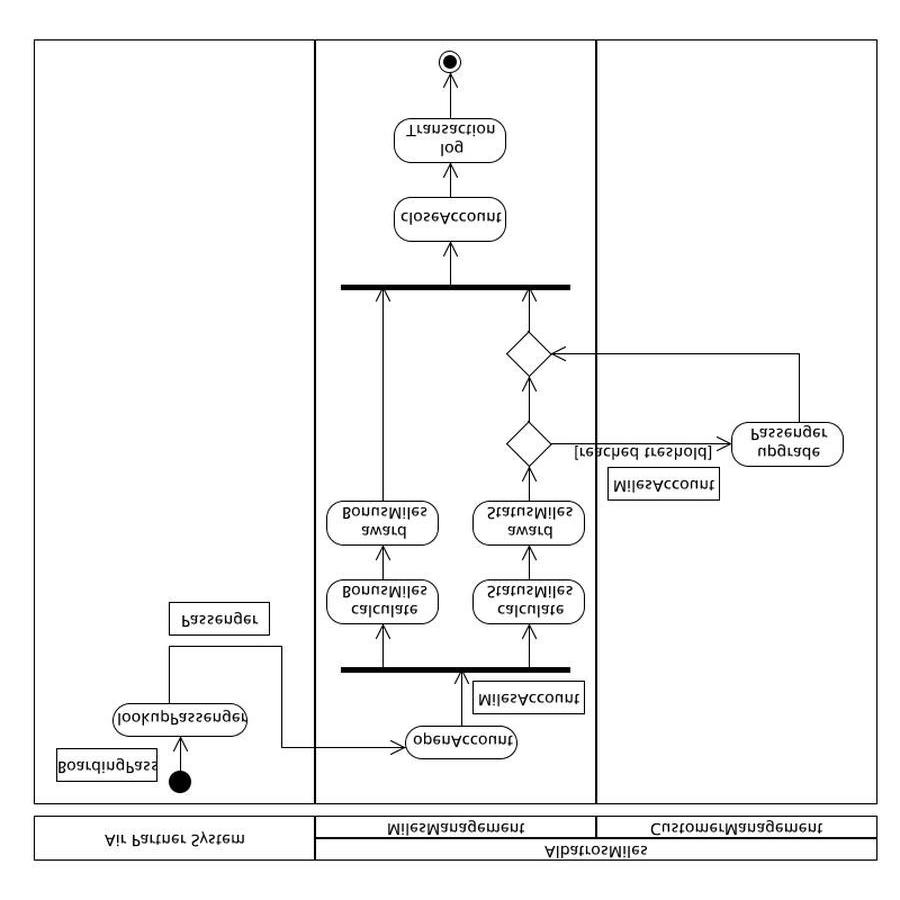 AlbatrosMiles
Air Partner System
MilesManagement
CustomerManagement
BoardingPass
openAccount
lookupPassenger
MilesAccount
Passenger
calculate
BonusMiles
calculate
StatusMiles
award
BonusMiles
award
StatusMiles
MilesAccount
[reached treshold]
upgrade
Passenger
closeAccount
log
Transaction